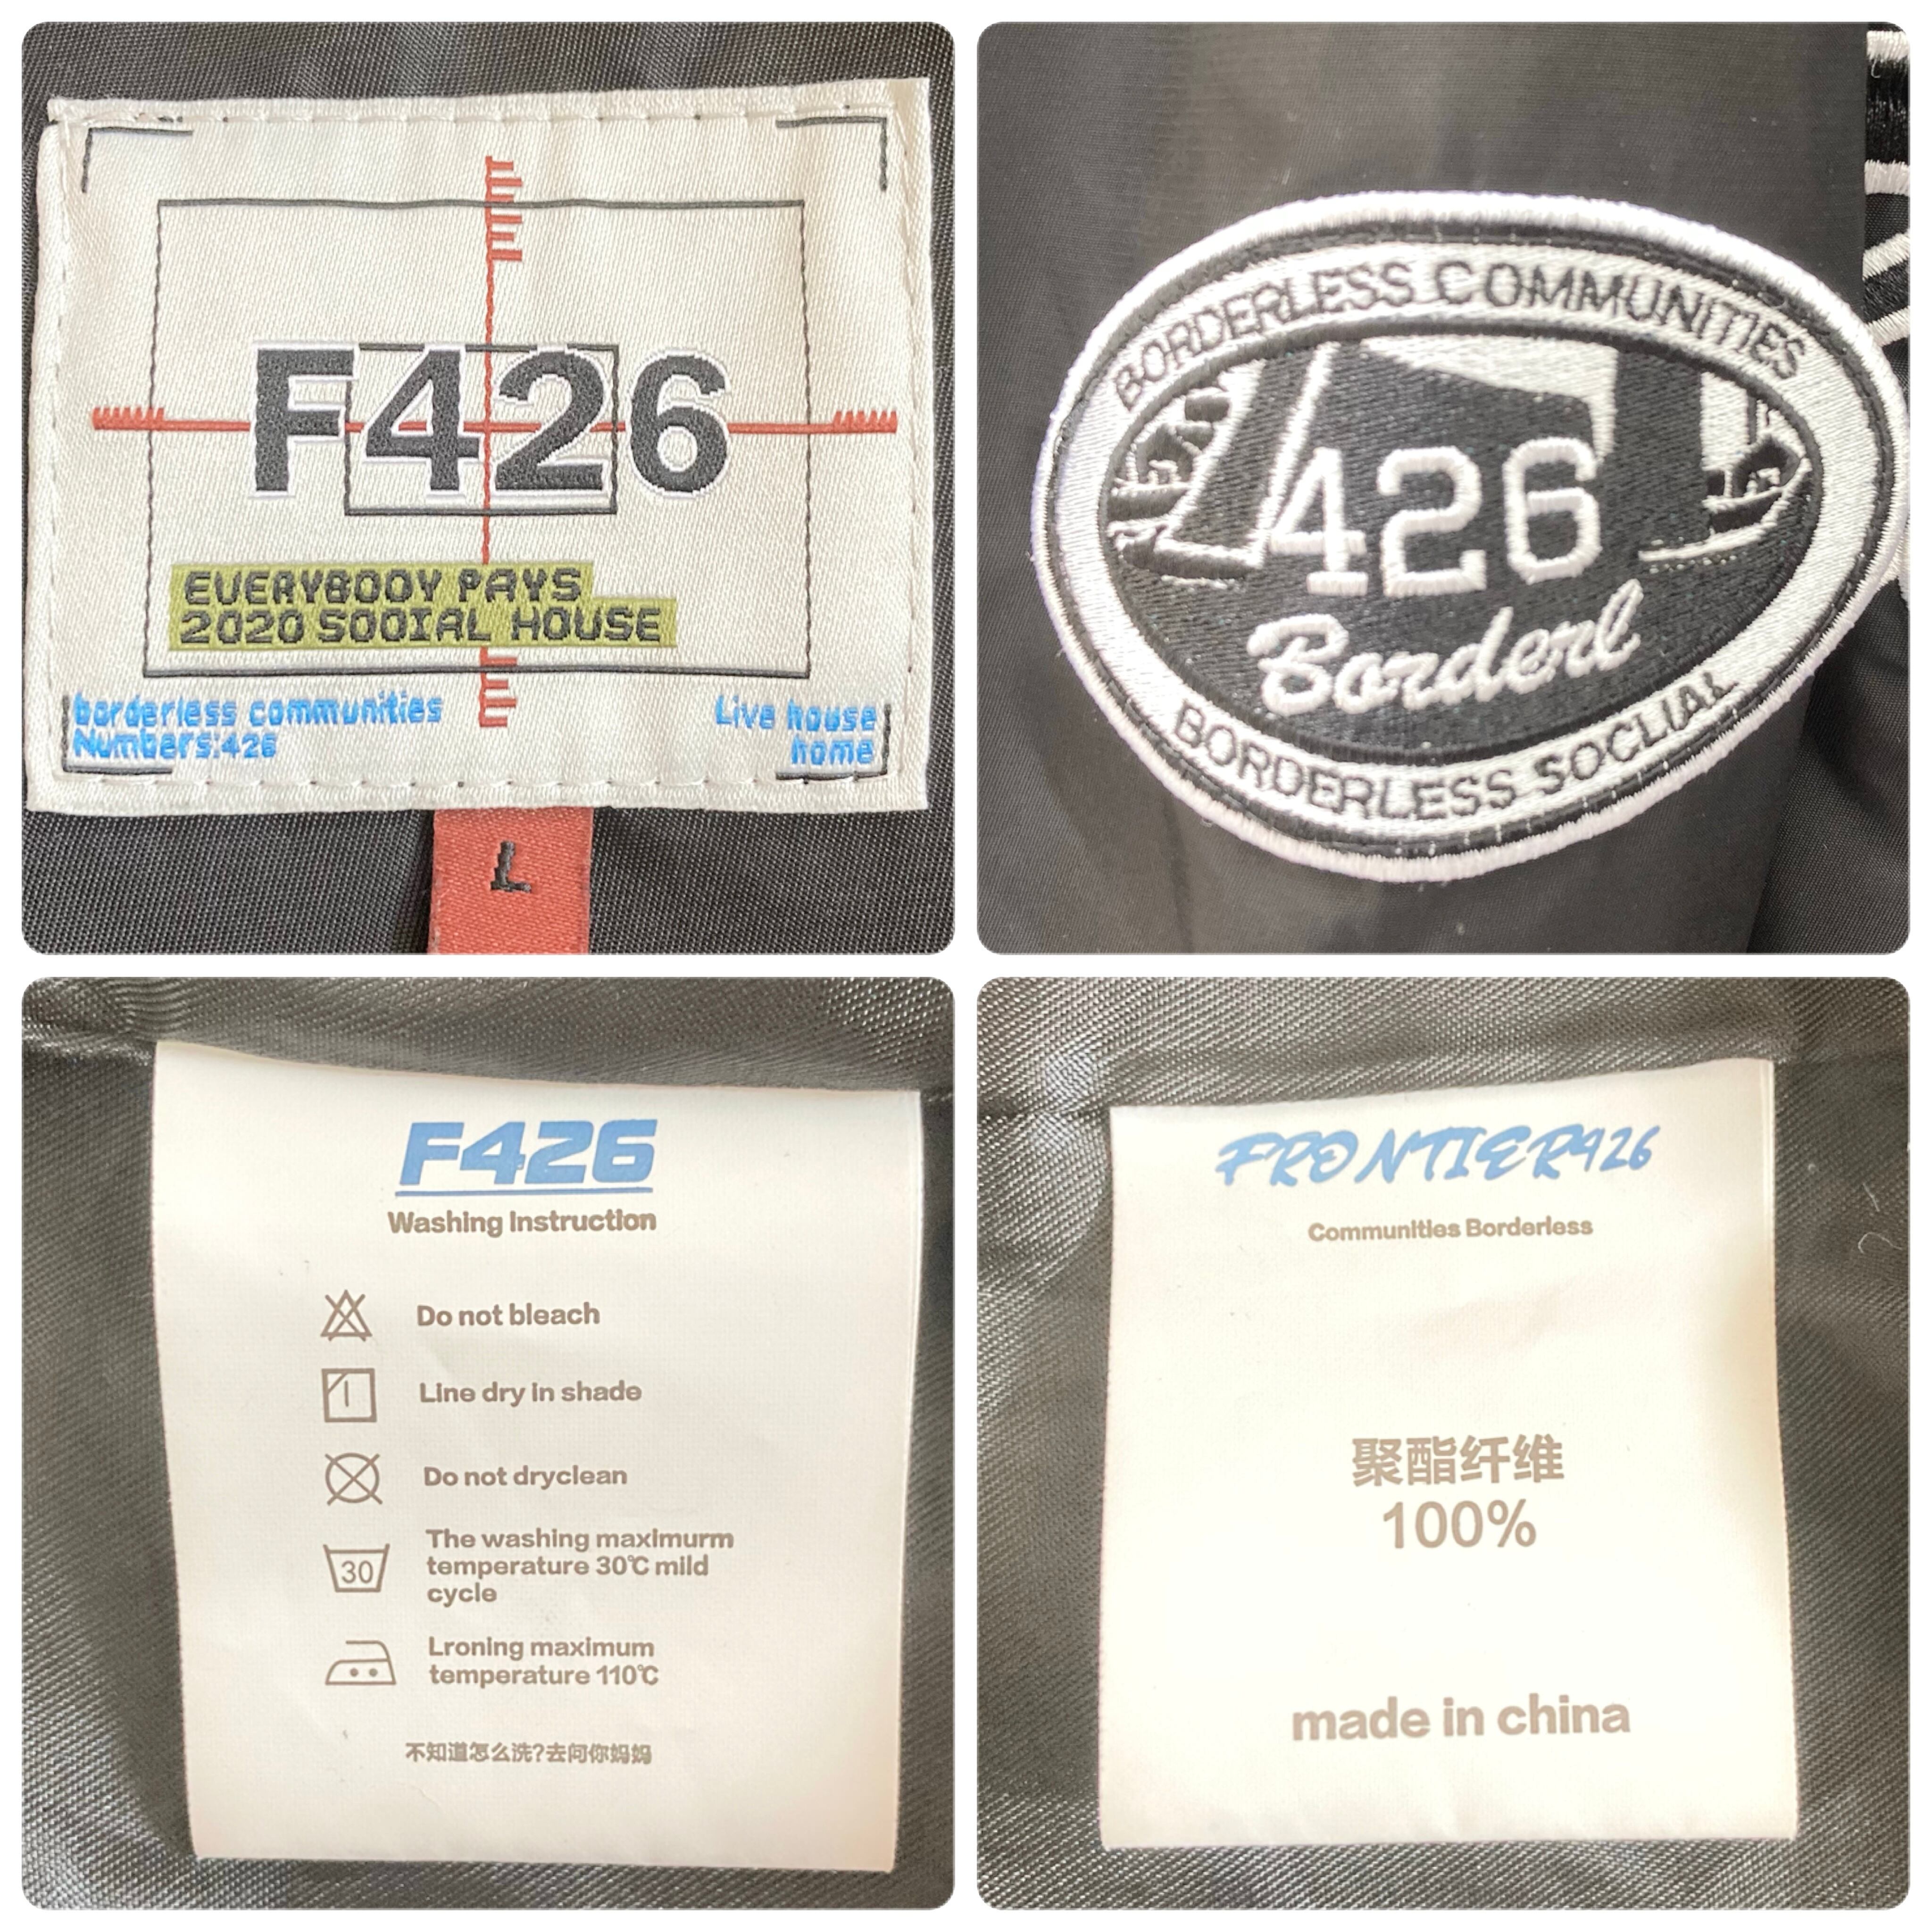 F426
EVERYBODY PAYS
2020 SOOIAL HOUSE
borderless communities
Numbers:426
Live house
home
L
BORDERLESS COMMUNITIES
426
Borderl
BORDERLESS SOCLIAL
F426
Washing Instruction
Do not bleach
Line dry in shade
Do not dryclean
30
The washing maximurm
temperature 30℃ mild
cycle
Lroning maximum
temperature 110℃
不知道怎么洗?去问你妈妈
FRONTIER426
Communities Borderless
聚酯纤维
100%
made in china